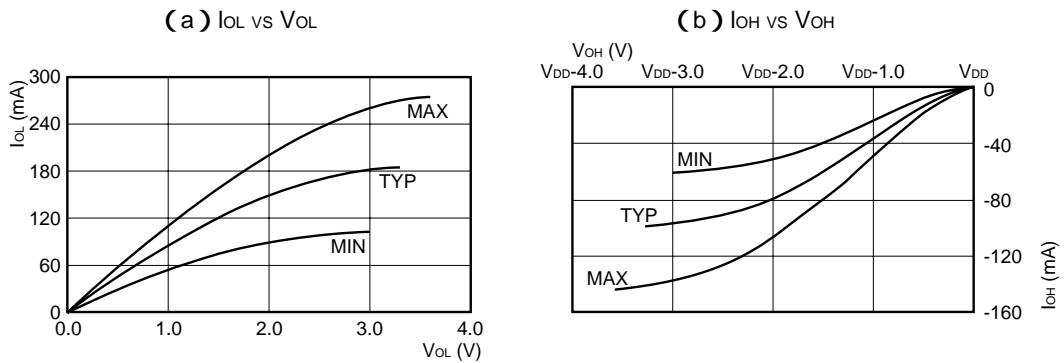 (a) IOL VS VOL
300
240
180
120
60
0
IOL (mA)
MAX
TYP
MIN
0.0 1.0 2.0 3.0 4.0
VOL (V)
(b) IOH VS VOH
VOH (V)
VDD-4.0 VDD-3.0 VDD-2.0 VDD-1.0 VDD
0
-40
-80
-120
-160
IOH (mA)
MIN
TYP
MAX